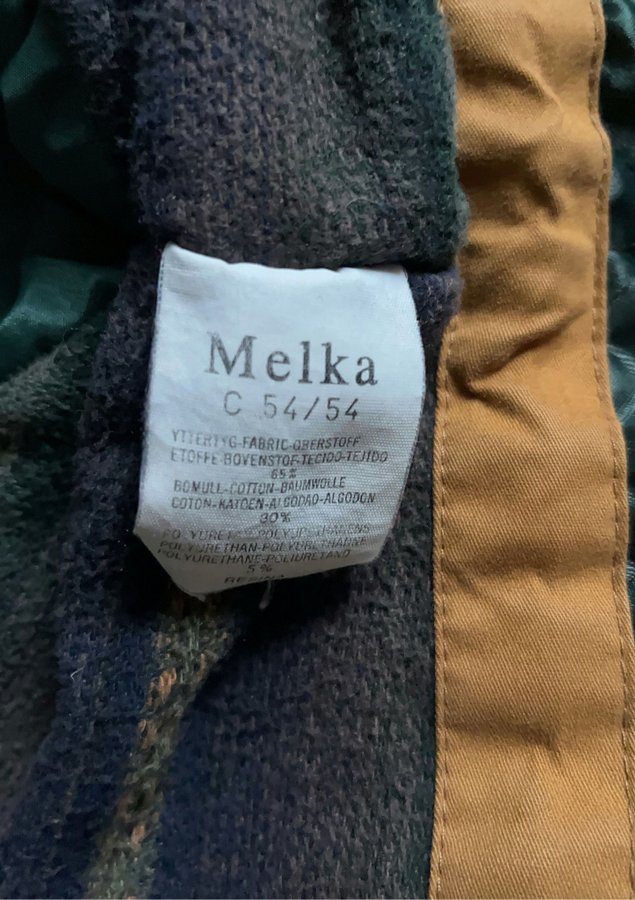 Melka
C 54/54
YTTERTYG-FABRIC-OBERSTOFF
ETOFFE-BOVENSTOF-TECIDO-TEJIDO
65%
BOMULL-COTTON-BAUMWOLLE
COTON-KATOEN-ALGODAO-ALGODON
30%
POLYURETHAN-POLYURETHANE
POLYURETHANE-POLIURETANO
5%